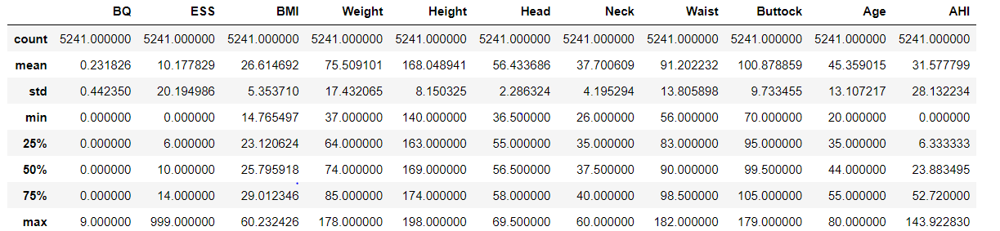 BQ ESS BMI Weight Height Head Neck Waist Buttock Age AHI
count 5241.000000 5241.000000 5241.000000 5241.000000 5241.000000 5241.000000 5241.000000 5241.000000 5241.000000 5241.000000 5241.000000
mean 0.231826 10.177829 26.614692 75.509101 168.048941 56.433686 37.700609 91.202232 100.878859 45.359015 31.577799
std 0.442350 20.194986 5.353710 17.432065 8.150325 2.286324 4.195294 13.805898 9.733455 13.107217 28.132234
min 0.000000 0.000000 14.765497 37.000000 140.000000 36.500000 26.000000 56.000000 70.000000 20.000000 0.000000
25% 0.000000 6.000000 23.120624 64.000000 163.000000 55.000000 35.000000 83.000000 95.000000 35.000000 6.333333
50% 0.000000 10.000000 25.795918 74.000000 169.000000 56.500000 37.500000 90.000000 99.500000 44.000000 23.883495
75% 0.000000 14.000000 29.012346 85.000000 174.000000 58.000000 40.000000 98.500000 105.000000 55.000000 52.720000
max 9.000000 999.000000 60.232426 178.000000 198.000000 69.500000 60.000000 182.000000 179.000000 80.000000 143.922830